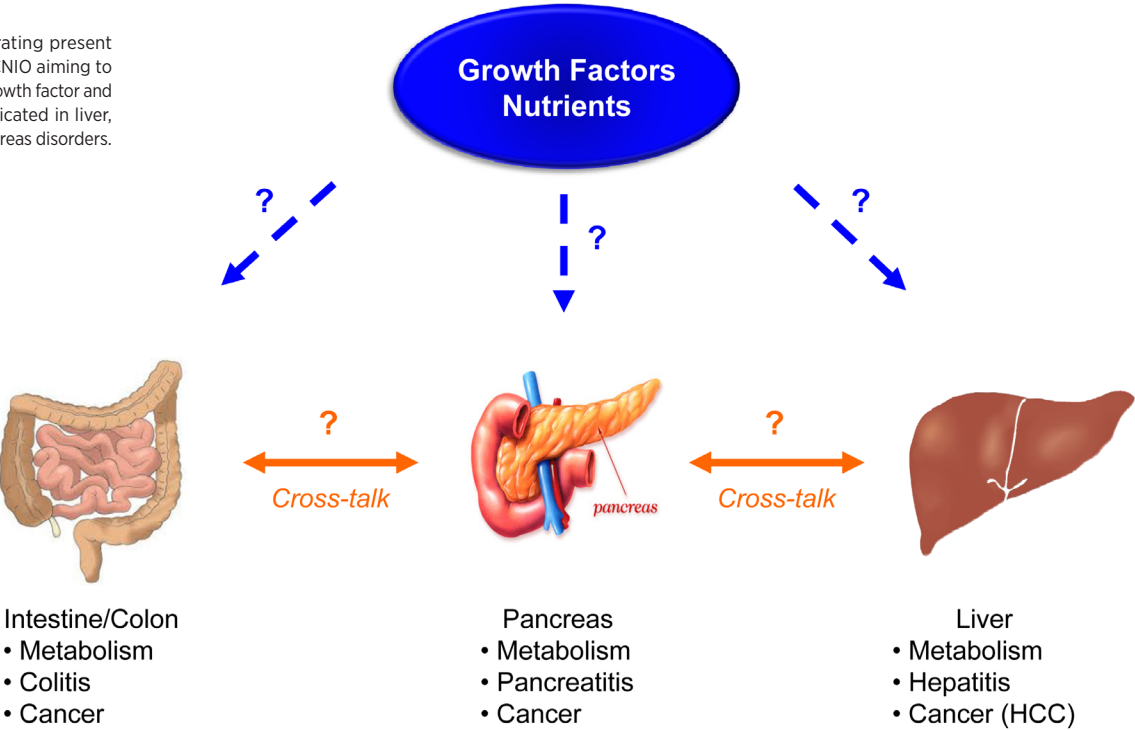 rating present
CNIO aiming to
owth factor and
icated in liver,
reas disorders.
Growth Factors
Nutrients
?
?
?
?
Cross-talk
pancreas
?
Cross-talk
Intestine/Colon
• Metabolism
• Colitis
• Cancer
Pancreas
• Metabolism
• Pancreatitis
• Cancer
Liver
• Metabolism
• Hepatitis
• Cancer (HCC)